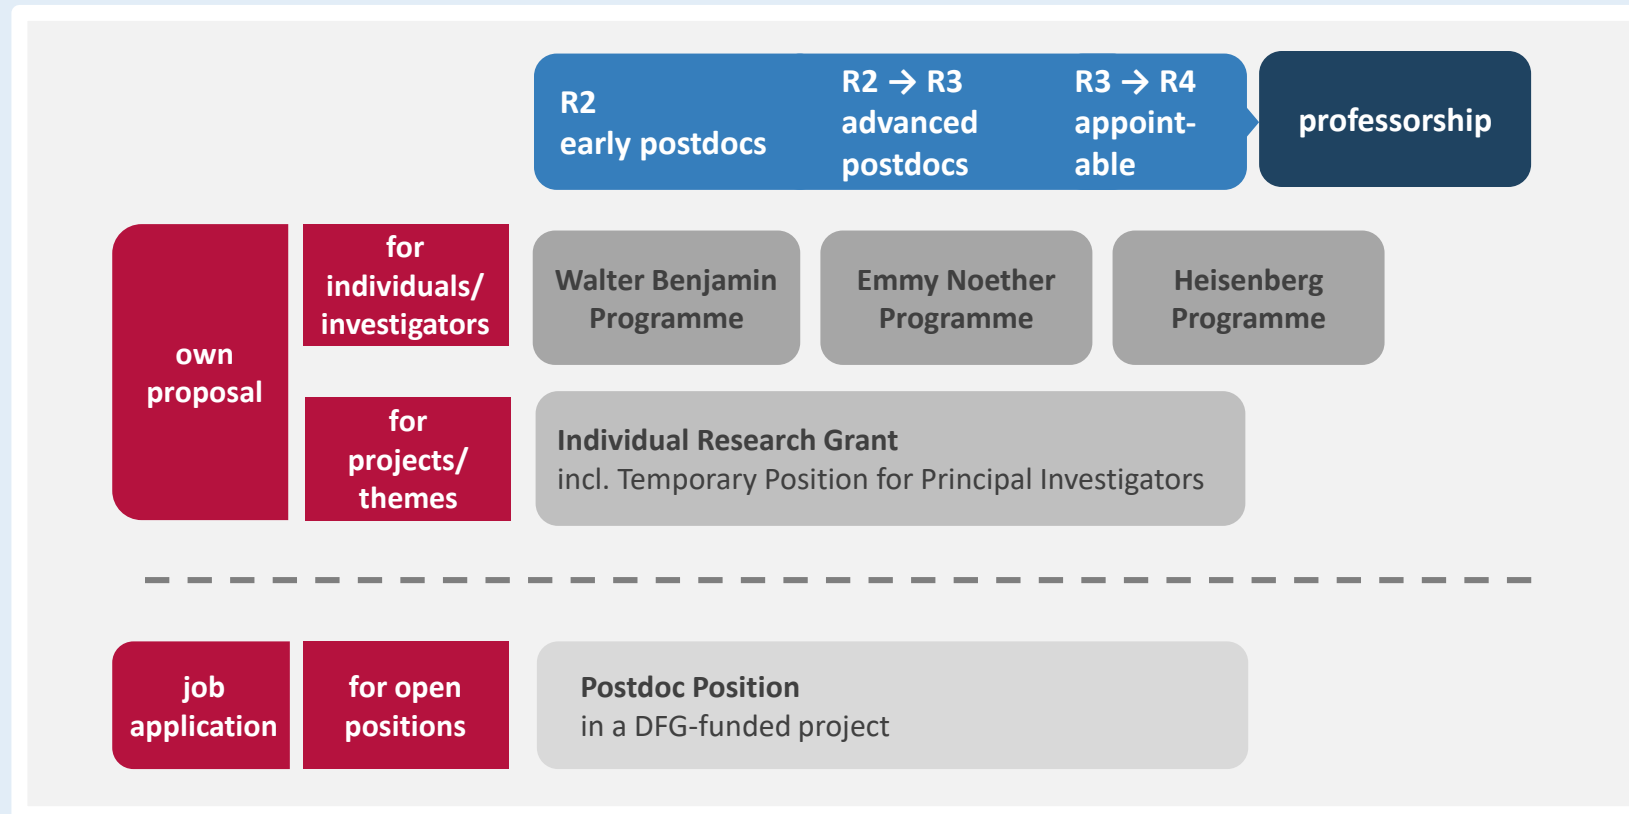 R2
early postdocs
R2 → R3
advanced
postdocs
R3 → R4
appoint-
able
professorship
own
proposal
for
individuals/
investigators
Walter Benjamin
Programme
Emmy Noether
Programme
Heisenberg
Programme
for
projects/
themes
Individual Research Grant
incl. Temporary Position for Principal Investigators
job
application
for open
positions
Postdoc Position
in a DFG-funded project